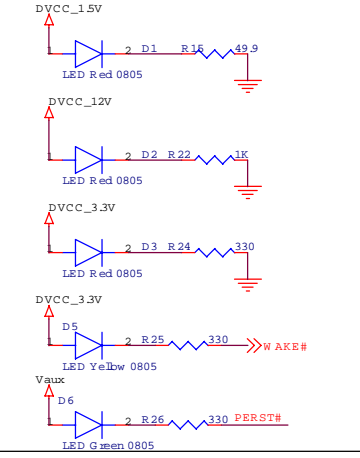 DVCC_1.5V
1 2 D1 R15 49.9
LED Red 0805
DVCC_12V
1 2 D2 R22 1K
LED Red 0805
DVCC_3.3V
1 2 D3 R24 330
LED Red 0805
DVCC_3.3V
D5
1 2 R25 330 WAKE#
LED Yellow 0805
Vaux
D6
1 2 R26 330 PERST#
LED Green 0805